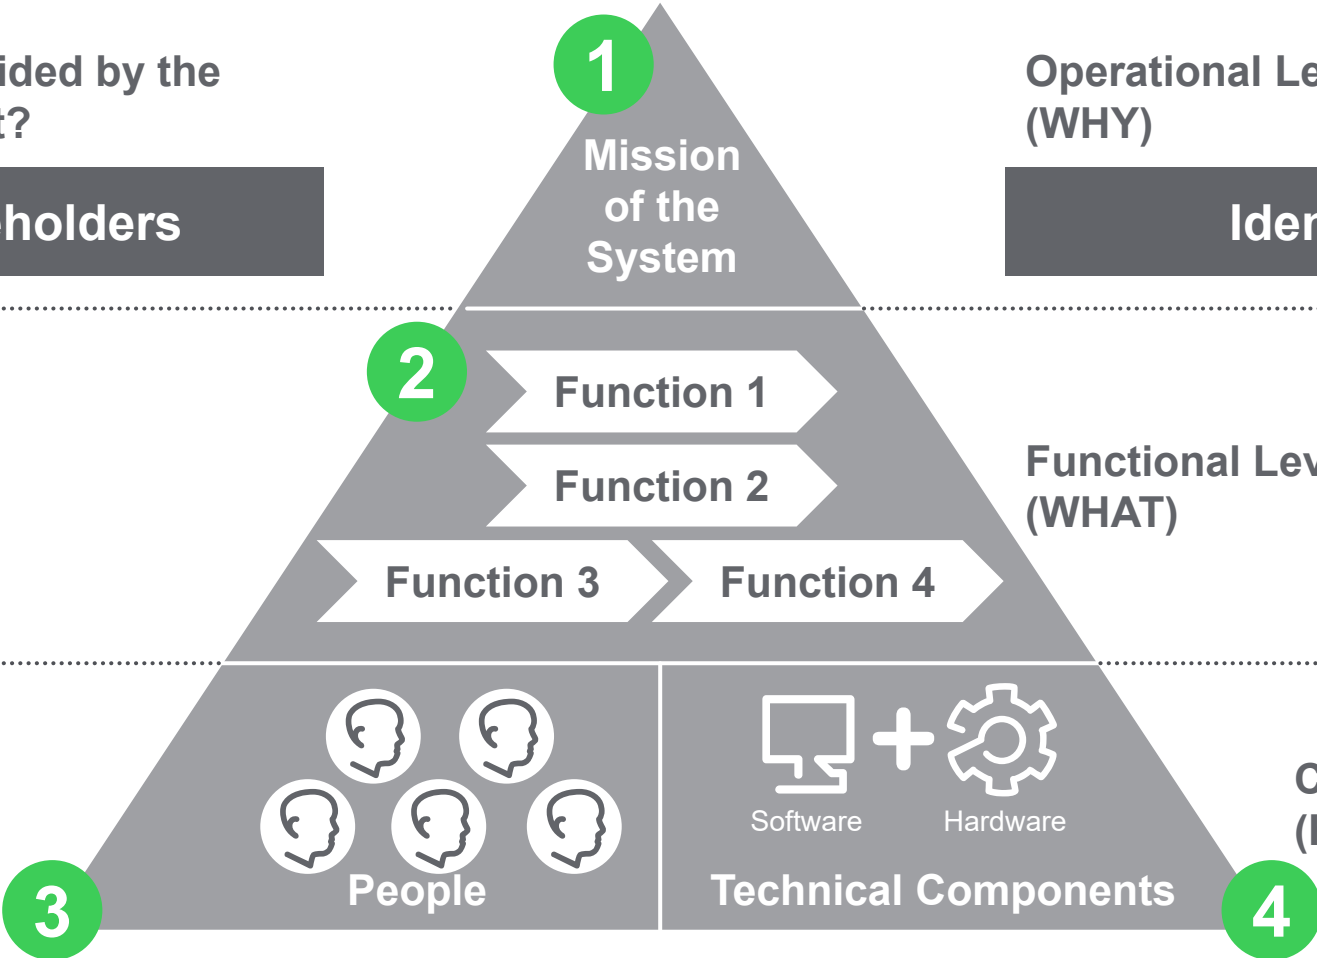 ided by the
t?
eholders
1
Mission
of the
System
Operational Le
(WHY)
Iden
2
Function 1
Function 2
Function 3
Function 4
Functional Lev
(WHAT)
Software
Hardware
People
Technical Components
3
4